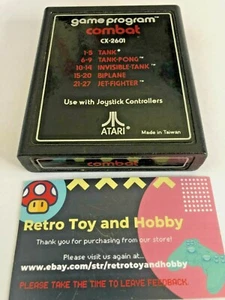 game program™
combat
CX-2601
1-5 TANK*
6-9 TANK-PONG*
10-14 INVISIBLE-TANK*
15-20 BIPLANE
21-27 JET-FIGHTER*
Use with Joystick Controllers
ATARI®
Made in Taiwan
combat
Retro Toy and Hobby
Thank you for purchasing from our store!
Please visit us again at...
www.ebay.com/str/retrotoyandhobby
PLEASE TAKE THE TIME TO LEAVE FEEDBACK.